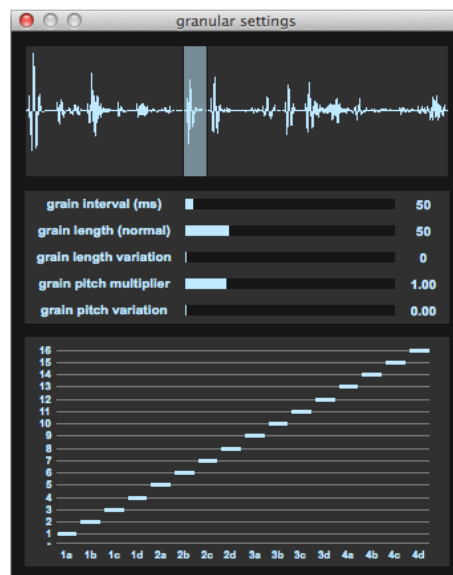 granular settings
grain interval (ms) 50
grain length (normal) 50
grain length variation 0
grain pitch multiplier 1.00
grain pitch variation 0.00
16
15
14
13
12
11
10
9
8
7
6
5
4
3
2
1
-
1a 1b 1c 1d 2a 2b 2c 2d 3a 3b 3c 3d 4a 4b 4c 4d